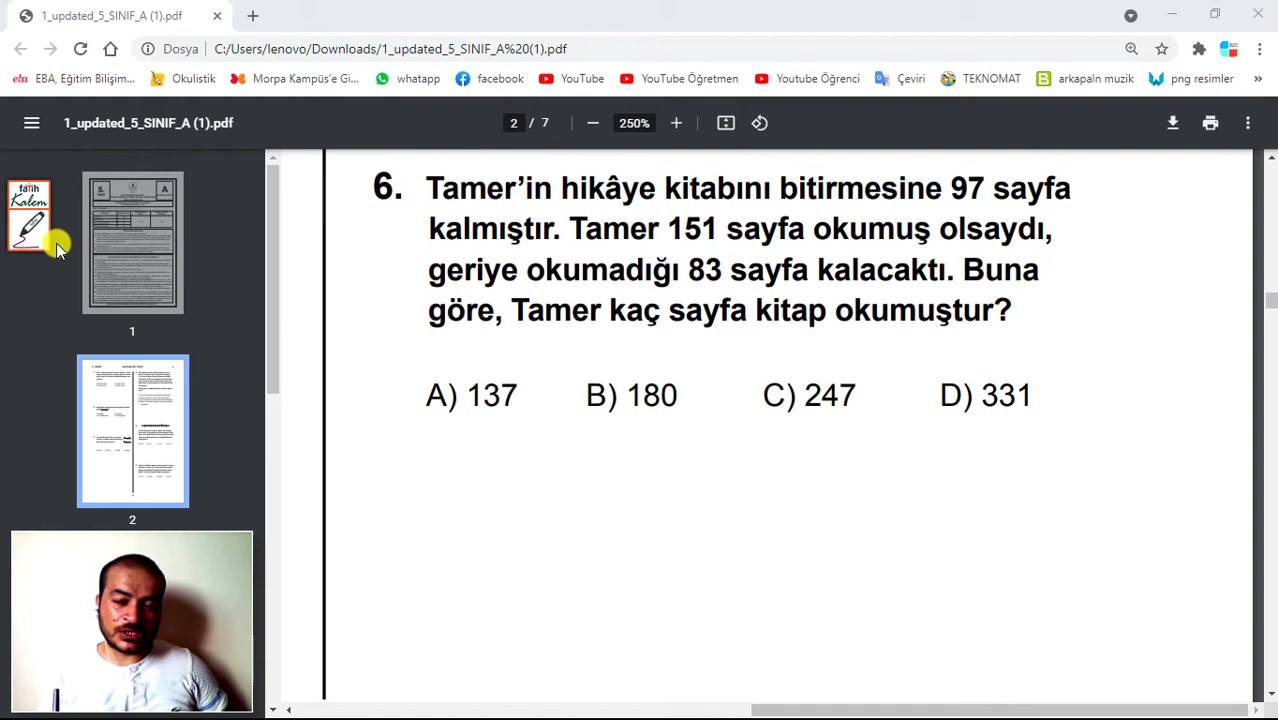 1_updated_5_SINIF_A (1).pdf
Dosya C:/Users/lenovo/Downloads/1_updated_5_SINIF_A%20(1).pdf
eta EBA, Eğitim Bilişim... Okulistik Morpa Kampüs'e Gi... whatapp facebook YouTube YouTube Öğretmen Youtube Öğrenci Çeviri TEKNOMAT arkapaln muzik png resimler »
1_updated_5_SINIF_A (1).pdf 2 / 7 250%
fatih
Kalem
5.
A
1
2
6. Tamer'in hikâye kitabını bitirmesine 97 sayfa
kalmıştır. Tamer 151 sayfa okumuş olsaydı,
geriye okumadığı 83 sayfa kalacaktı. Buna
göre, Tamer kaç sayfa kitap okumuştur?
A) 137 B) 180 C) 247 D) 331